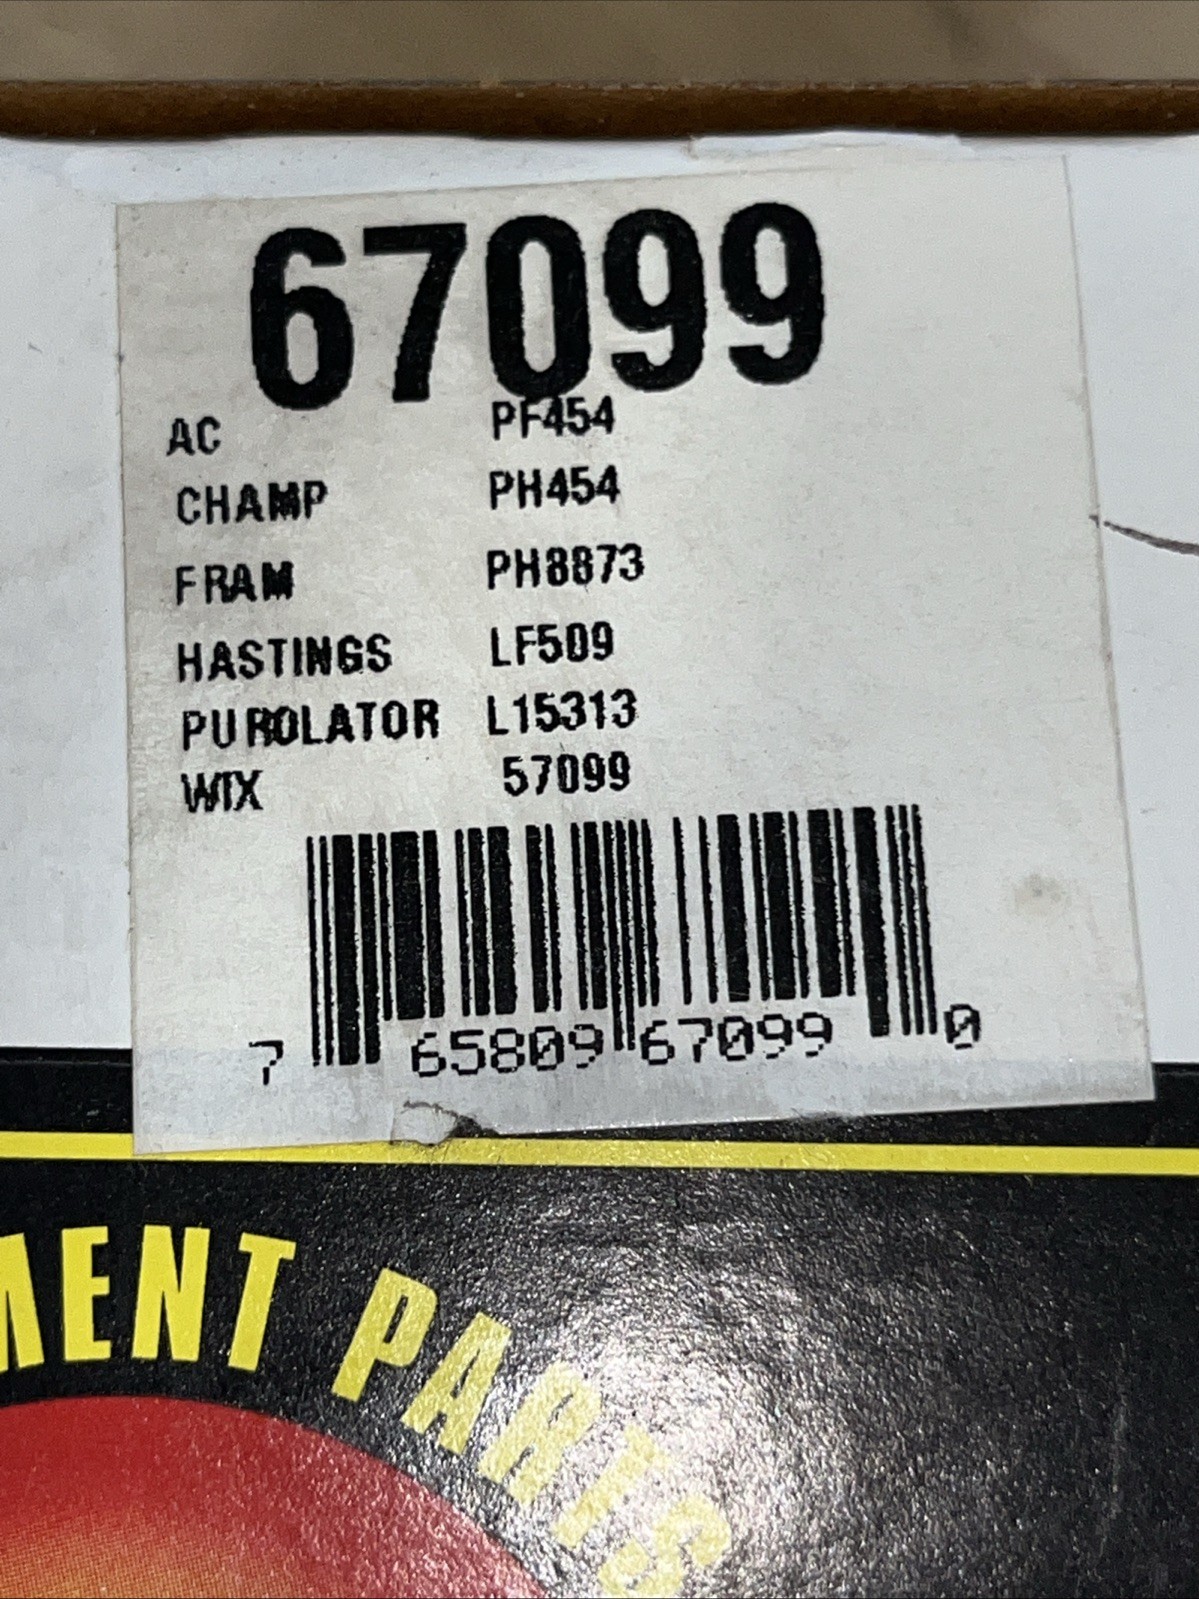 67099
AC PF454
CHAMP PH454
FRAM PH8873
HASTINGS LF509
PUROLATOR L15313
WIX 57099
7 65809 67099 0
MENT PARTS